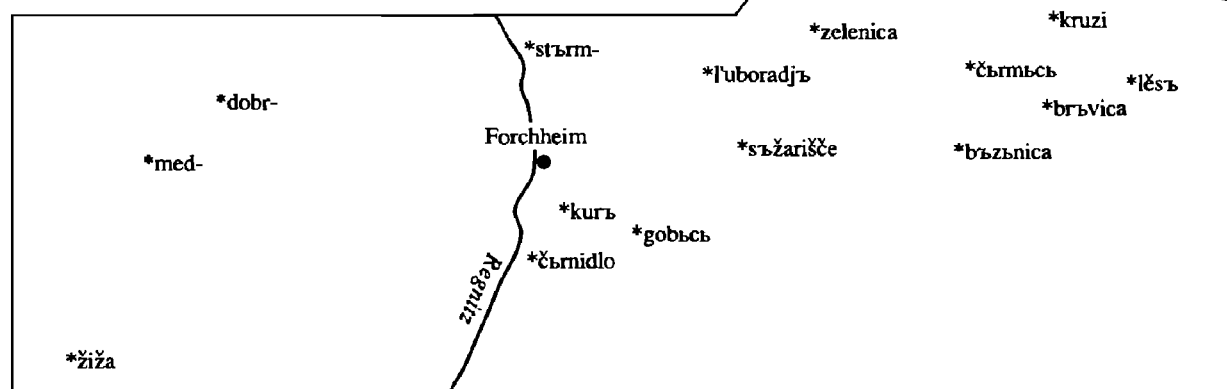 *kruzi
*zelenica
*stъrm-
*l'uboradjъ
*čьrmьcь
*lěsъ
*dobr-
*brъvica
Forchheim
*med-
*sъžarišče
*bъzьnica
*kurъ
*gobьcь
*čьrnidlo
Regnitz
*žiža